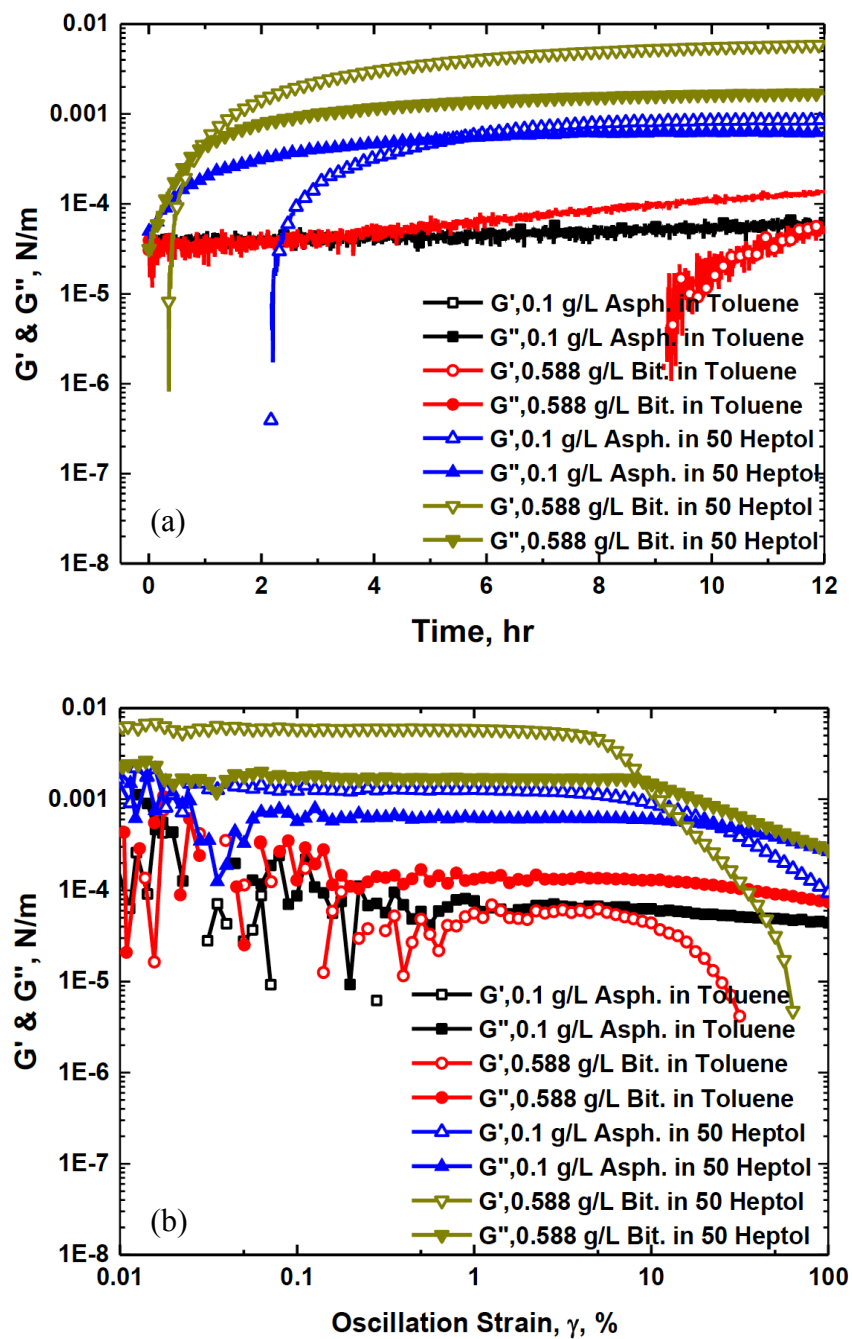 0.01
0.001
1E-4
1E-5
1E-6
1E-7
1E-8
G' & G", N/m
G',0.1 g/L Asph. in Toluene
G",0.1 g/L Asph. in Toluene
G',0.588 g/L Bit. in Toluene
G",0.588 g/L Bit. in Toluene
G',0.1 g/L Asph. in 50 Heptol
G",0.1 g/L Asph. in 50 Heptol
G',0.588 g/L Bit. in 50 Heptol
G",0.588 g/L Bit. in 50 Heptol
(a)
0 2 4 6 8 10 12
Time, hr
0.01
0.001
1E-4
1E-5
1E-6
1E-7
1E-8
G' & G", N/m
G',0.1 g/L Asph. in Toluene
G",0.1 g/L Asph. in Toluene
G',0.588 g/L Bit. in Toluene
G",0.588 g/L Bit. in Toluene
G',0.1 g/L Asph. in 50 Heptol
G",0.1 g/L Asph. in 50 Heptol
G',0.588 g/L Bit. in 50 Heptol
G",0.588 g/L Bit. in 50 Heptol
(b)
0.01 0.1 1 10 100
Oscillation Strain, γ, %